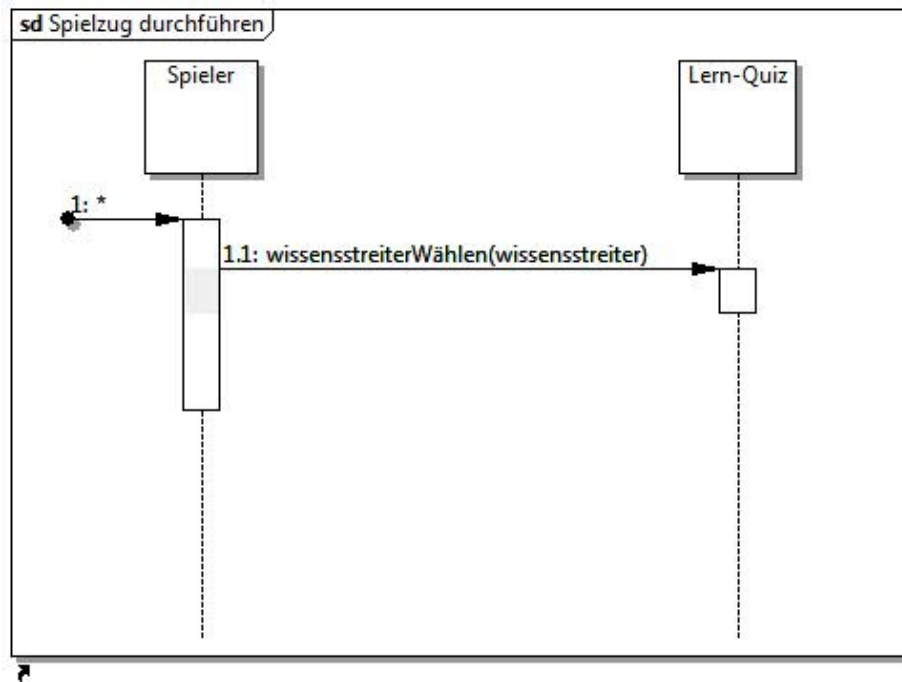 sd Spielzug durchführen
Spieler
Lern-Quiz
1: *
1.1: wissensstreiterWählen(wissensstreiter)